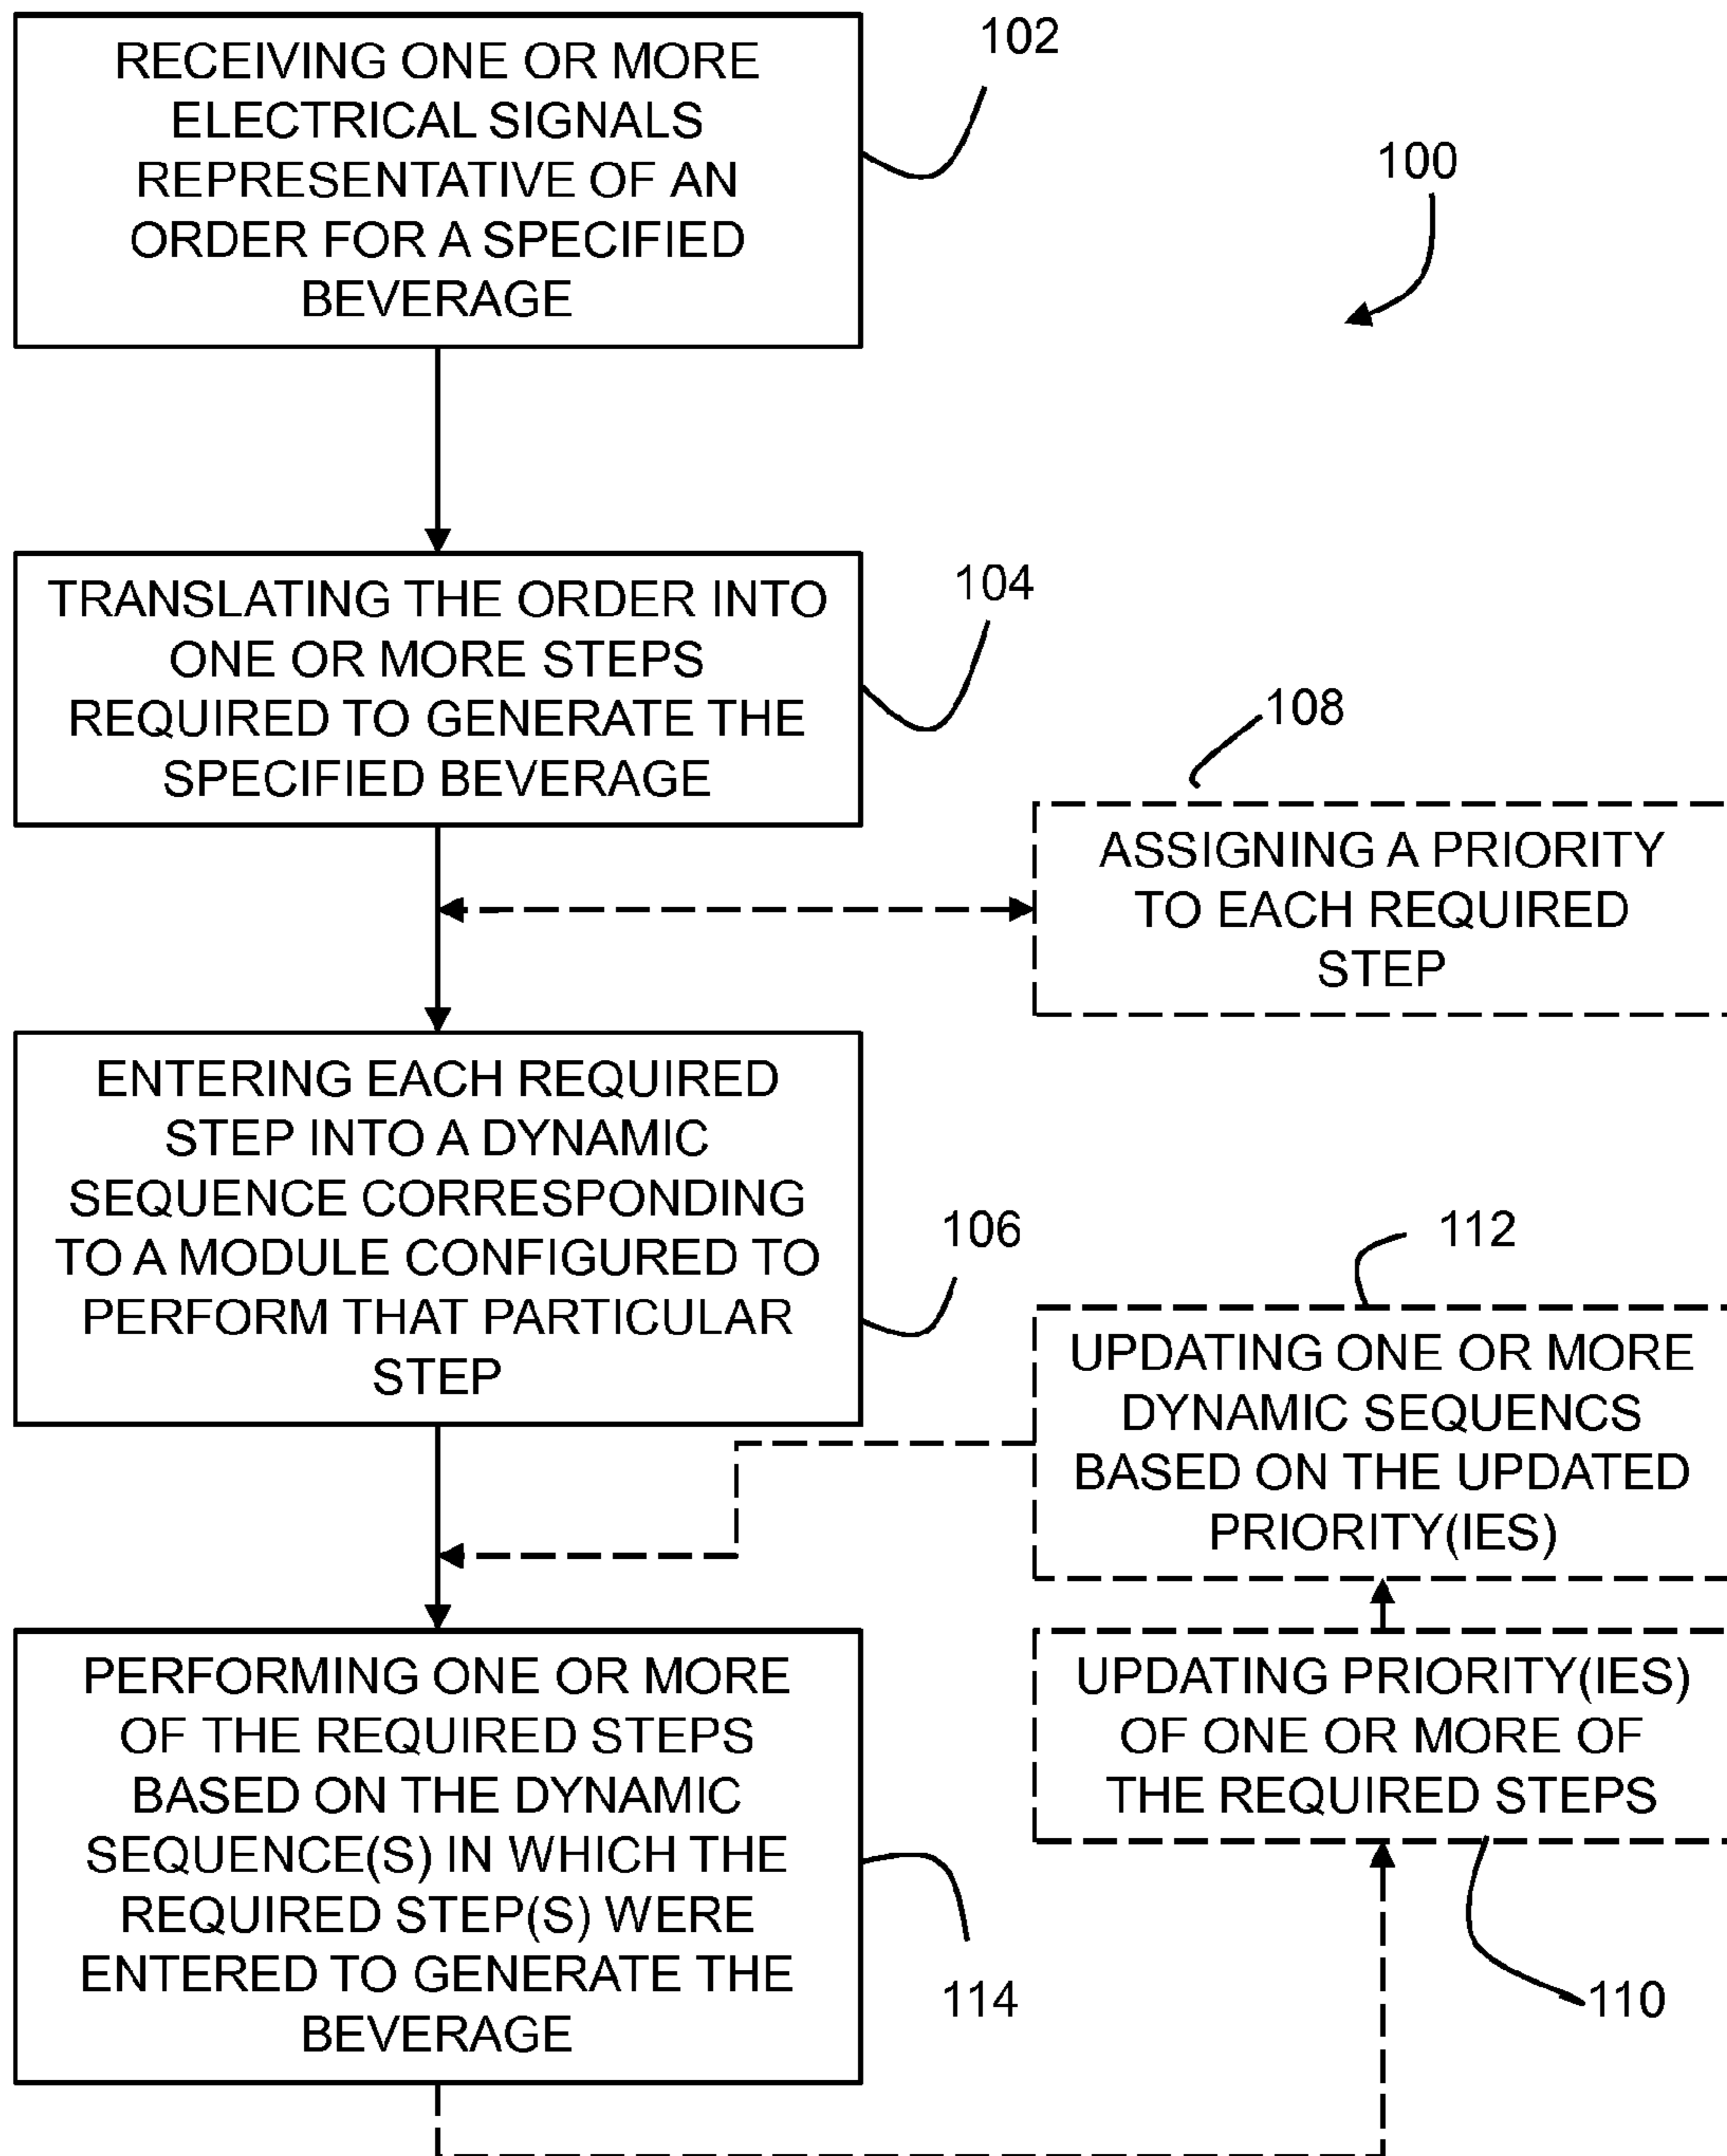 RECEIVING ONE OR MORE
ELECTRICAL SIGNALS
REPRESENTATIVE OF AN
ORDER FOR A SPECIFIED
BEVERAGE
102
100
TRANSLATING THE ORDER INTO
ONE OR MORE STEPS
REQUIRED TO GENERATE THE
SPECIFIED BEVERAGE
104
108
ASSIGNING A PRIORITY
TO EACH REQUIRED
STEP
ENTERING EACH REQUIRED
STEP INTO A DYNAMIC
SEQUENCE CORRESPONDING
TO A MODULE CONFIGURED TO
PERFORM THAT PARTICULAR
STEP
106
112
UPDATING ONE OR MORE
DYNAMIC SEQUENCS
BASED ON THE UPDATED
PRIORITY(IES)
PERFORMING ONE OR MORE
OF THE REQUIRED STEPS
BASED ON THE DYNAMIC
SEQUENCE(S) IN WHICH THE
REQUIRED STEP(S) WERE
ENTERED TO GENERATE THE
BEVERAGE
114
UPDATING PRIORITY(IES)
OF ONE OR MORE OF
THE REQUIRED STEPS
110